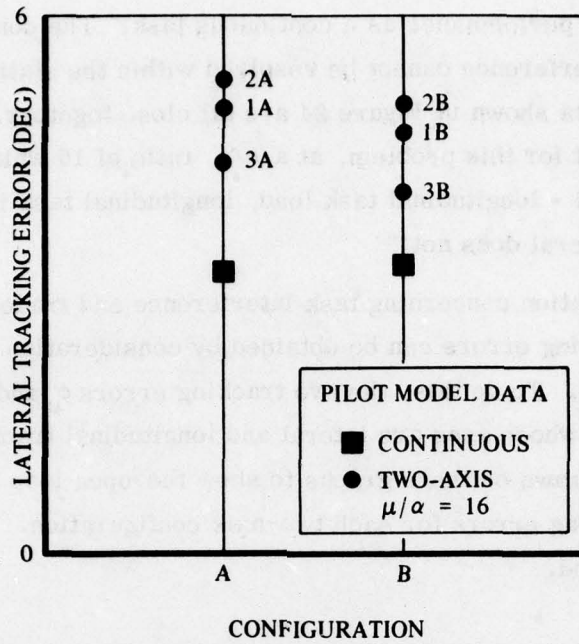 6
LATERAL TRACKING ERROR (DEG)
2A
1A
3A
2B
1B
3B
PILOT MODEL DATA
CONTINUOUS
TWO-AXIS
μ/α = 16
0
A
B
CONFIGURATION